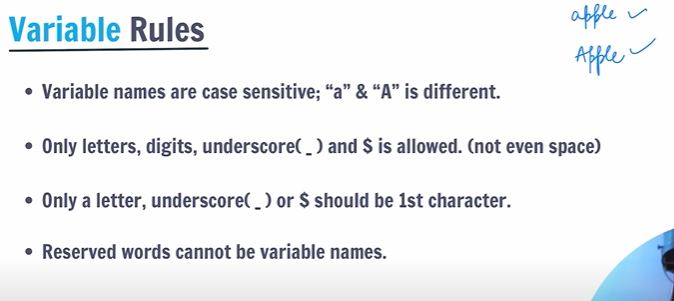 Variable Rules
apple ✓
Apple ✓
• Variable names are case sensitive; “a” & “A” is different.
• Only letters, digits, underscore( _ ) and $ is allowed. (not even space)
• Only a letter, underscore( _ ) or $ should be 1st character.
• Reserved words cannot be variable names.